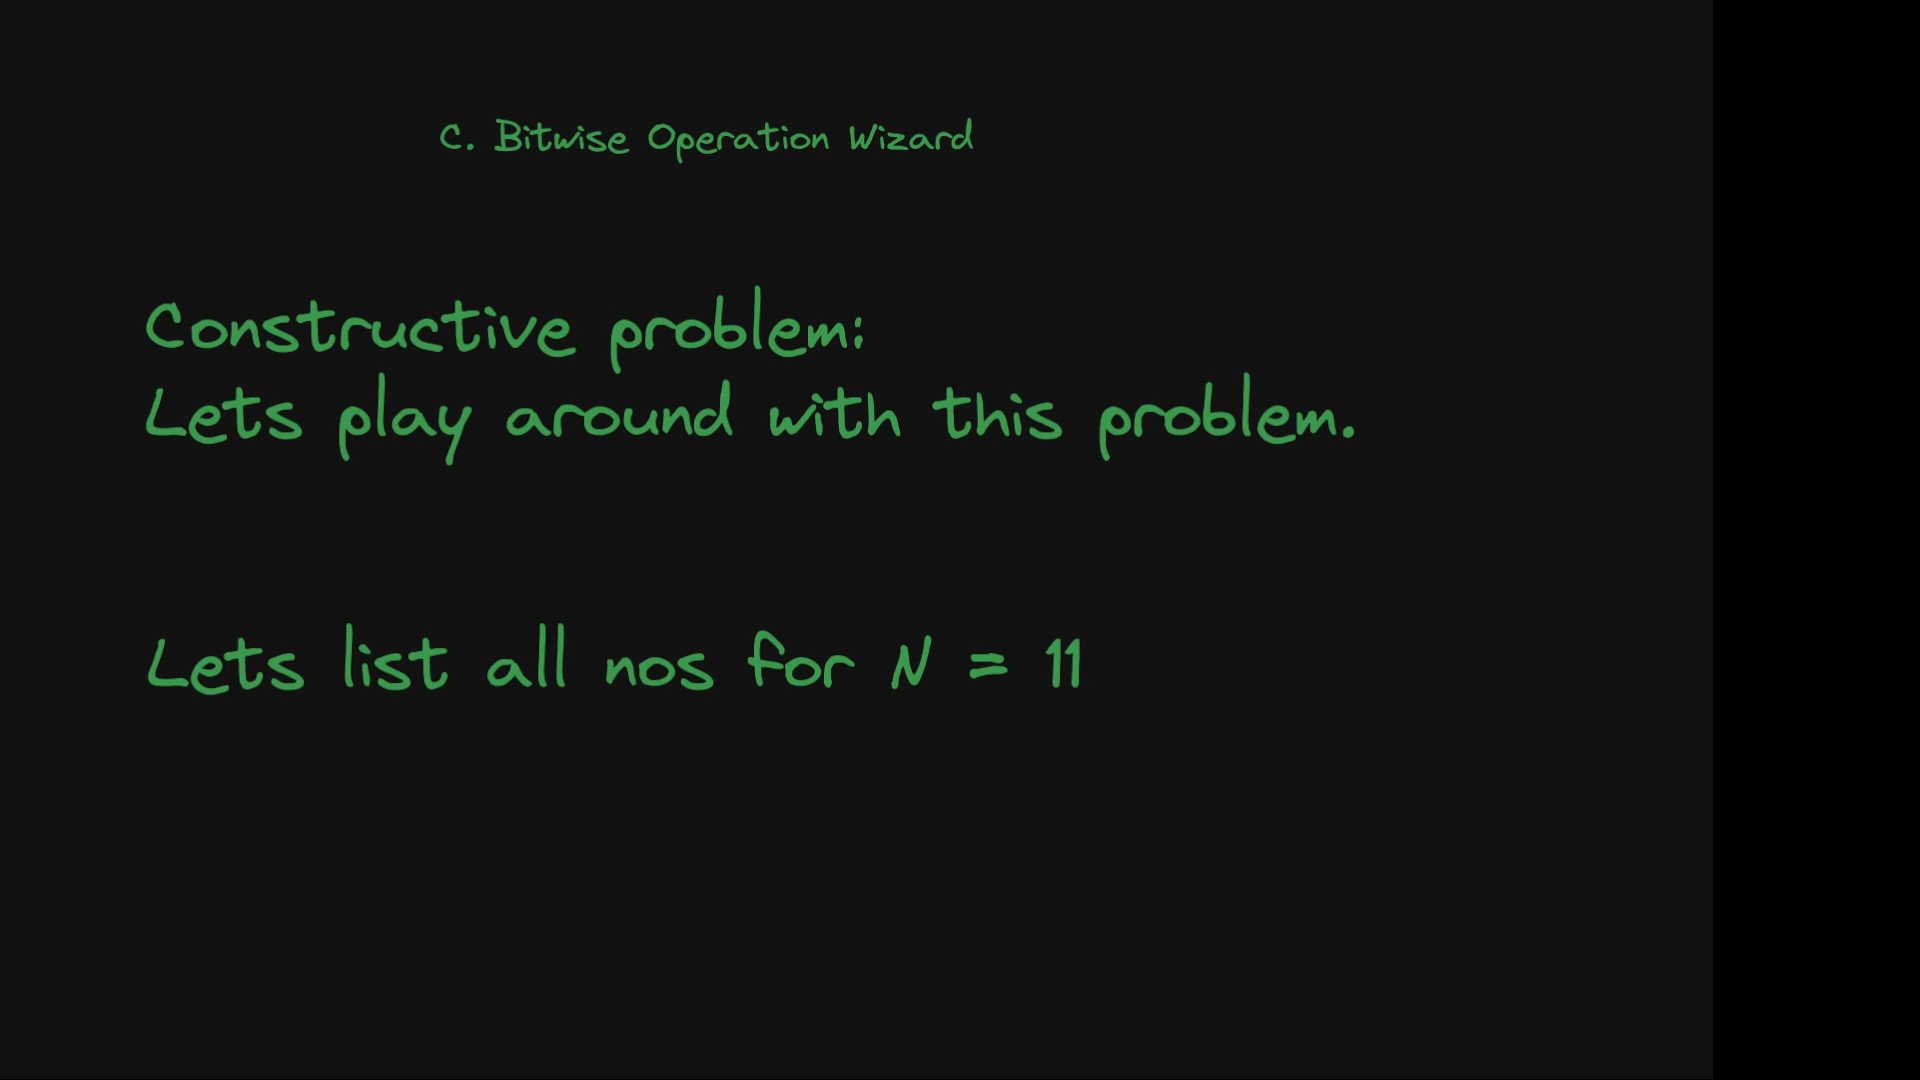 C. Bitwise Operation Wizard
Constructive problem:
Lets play around with this problem.
Lets list all nos for N = 11